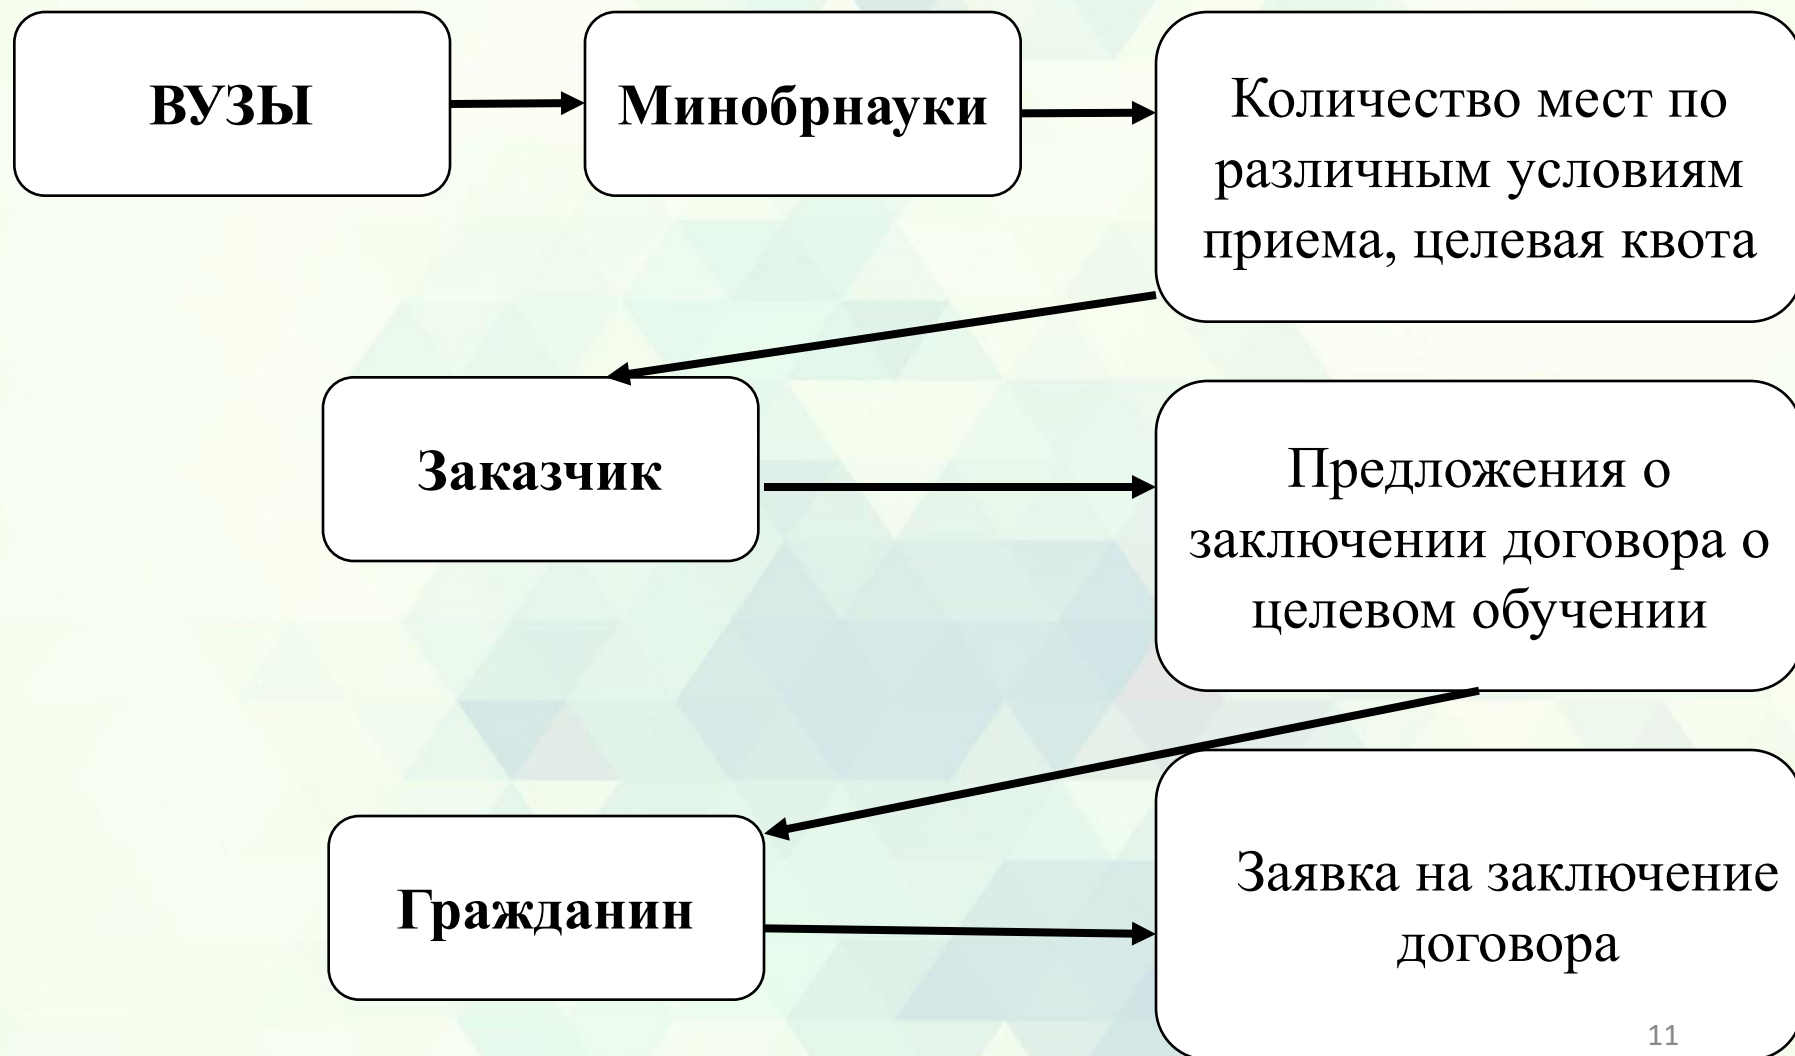 ВУЗЫ
Минобрнауки
Количество мест по
различным условиям
приема, целевая квота
Заказчик
Предложения о
заключении договора о
целевом обучении
Гражданин
Заявка на заключение
договора
11